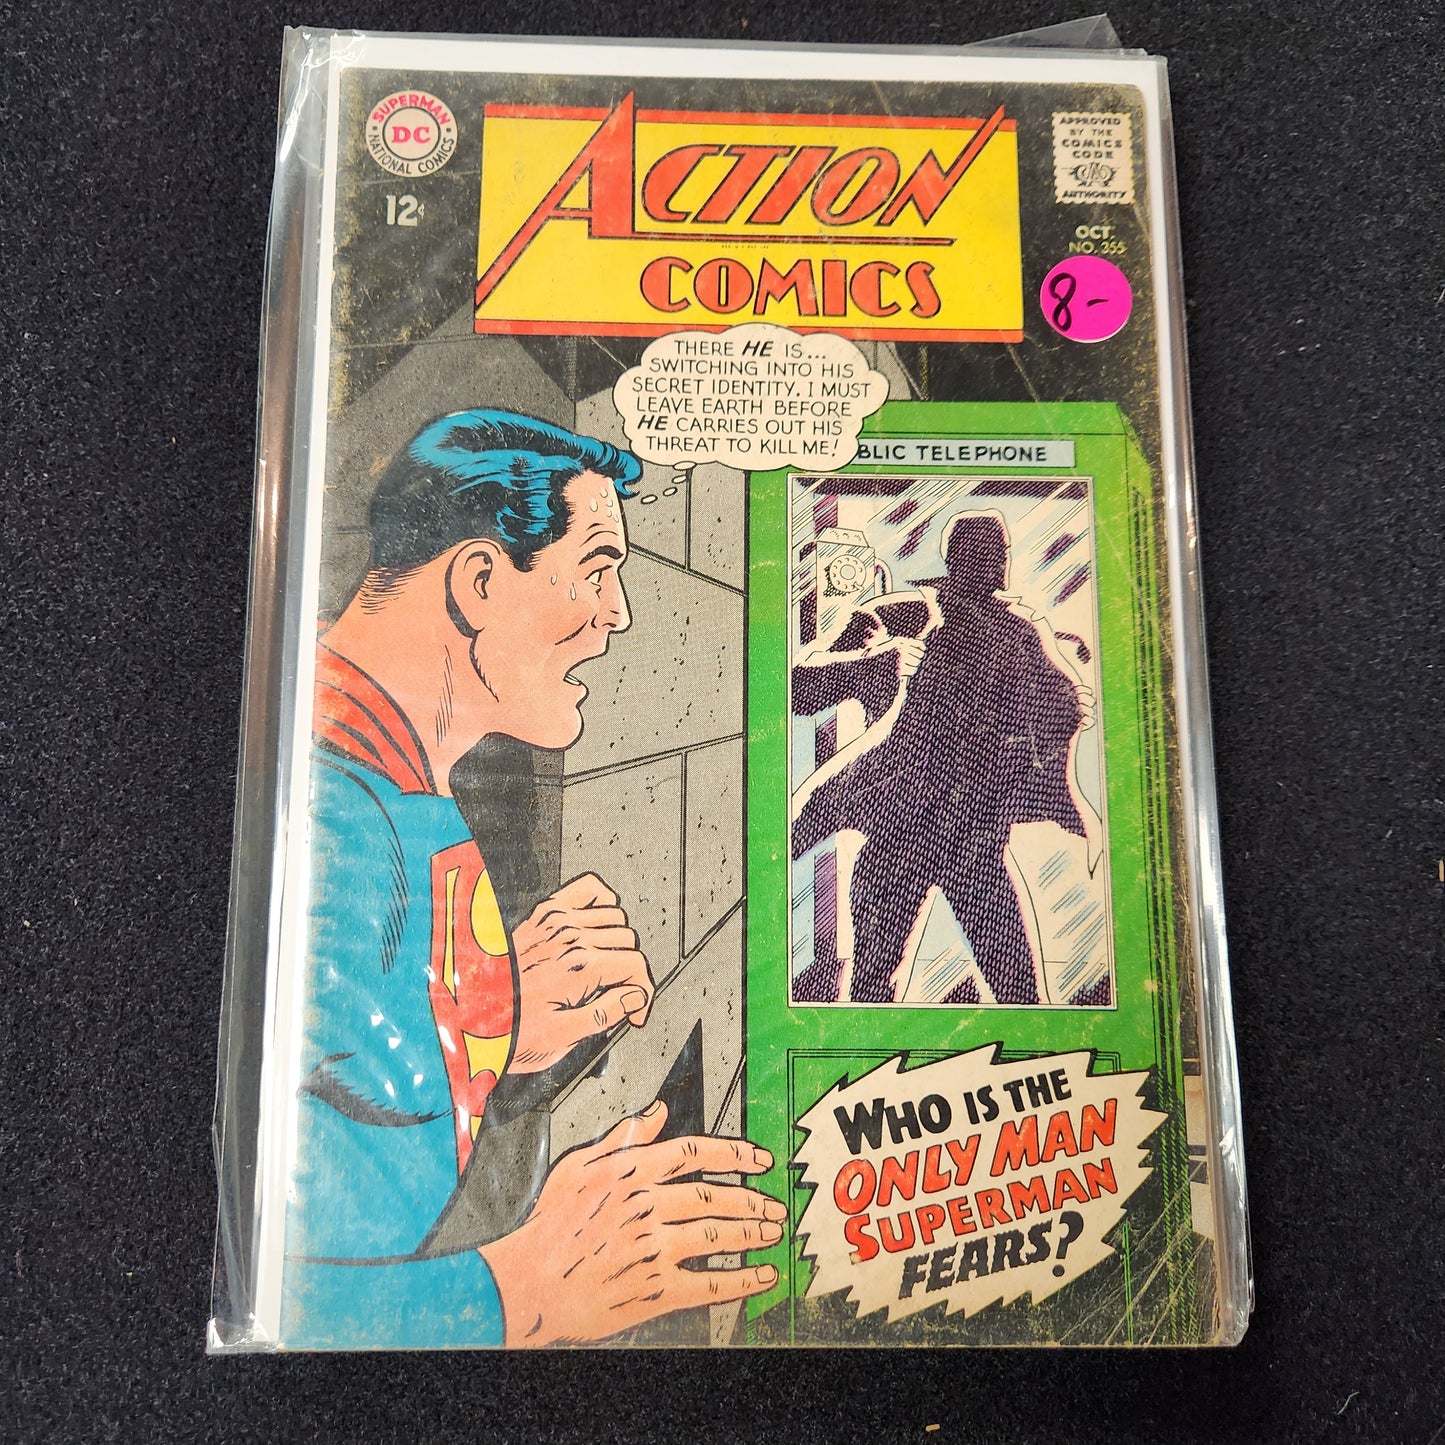 SUPERMAN
DC
NATIONAL COMICS
12¢
ACTION
COMICS
APPROVED
BY THE
COMICS
CODE
AUTHORITY
OCT.
NO. 355
8-
THERE HE IS...
SWITCHING INTO HIS
SECRET IDENTITY. I MUST
LEAVE EARTH BEFORE
HE CARRIES OUT HIS
THREAT TO KILL ME!
BLIC TELEPHONE
WHO IS THE
ONLY MAN
SUPERMAN
FEARS?